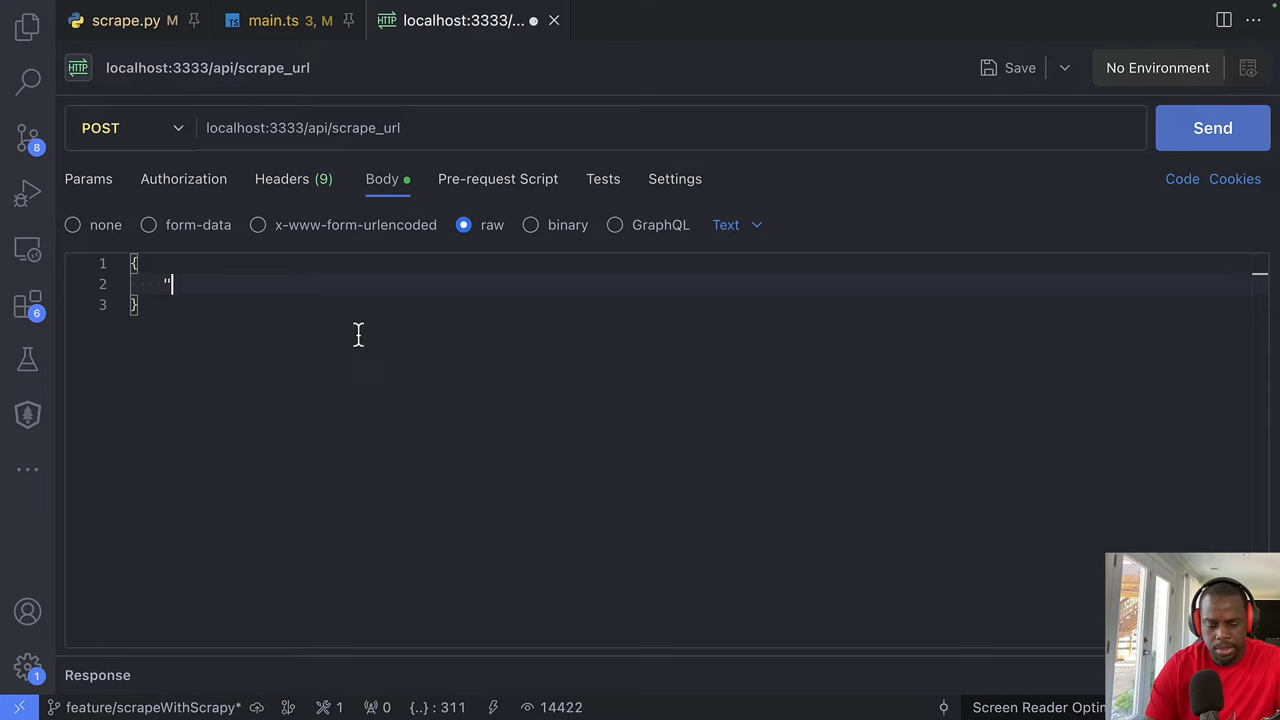 scrape.py M
main.ts 3, M
HTTP localhost:3333/...
HTTP localhost:3333/api/scrape_url
Save
No Environment
POST
localhost:3333/api/scrape_url
Send
Params
Authorization
Headers (9)
Body
Pre-request Script
Tests
Settings
Code
Cookies
none
form-data
x-www-form-urlencoded
raw
binary
GraphQL
Text
1 {
2 "
3 }
8
6
1
Response
feature/scrapeWithScrapy*
1
0
{..} : 311
14422
Screen Reader Optim